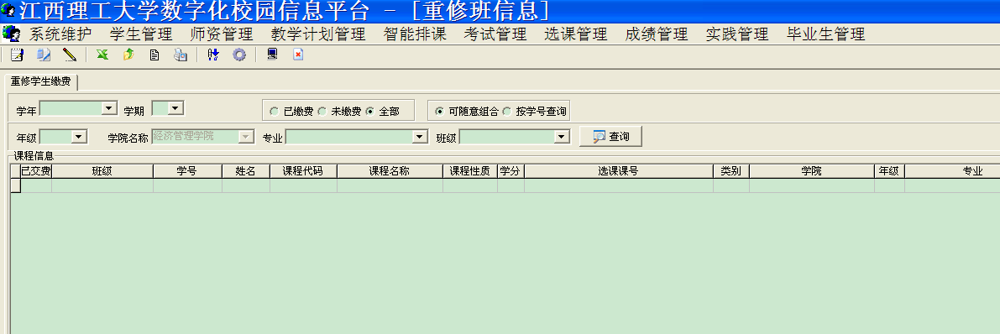 江西理工大学数字化校园信息平台 - [重修班信息]
系统维护 学生管理 师资管理 教学计划管理 智能排课 考试管理 选课管理 成绩管理 实践管理 毕业生管理
重修学生缴费
学年 学期 已缴费 未缴费 全部 可随意组合 按学号查询
年级 学院名称 经济管理学院 专业 班级 查询
课程信息
已交费 班级 学号 姓名 课程代码 课程名称 课程性质 学分 选课课号 类别 学院 年级 专业